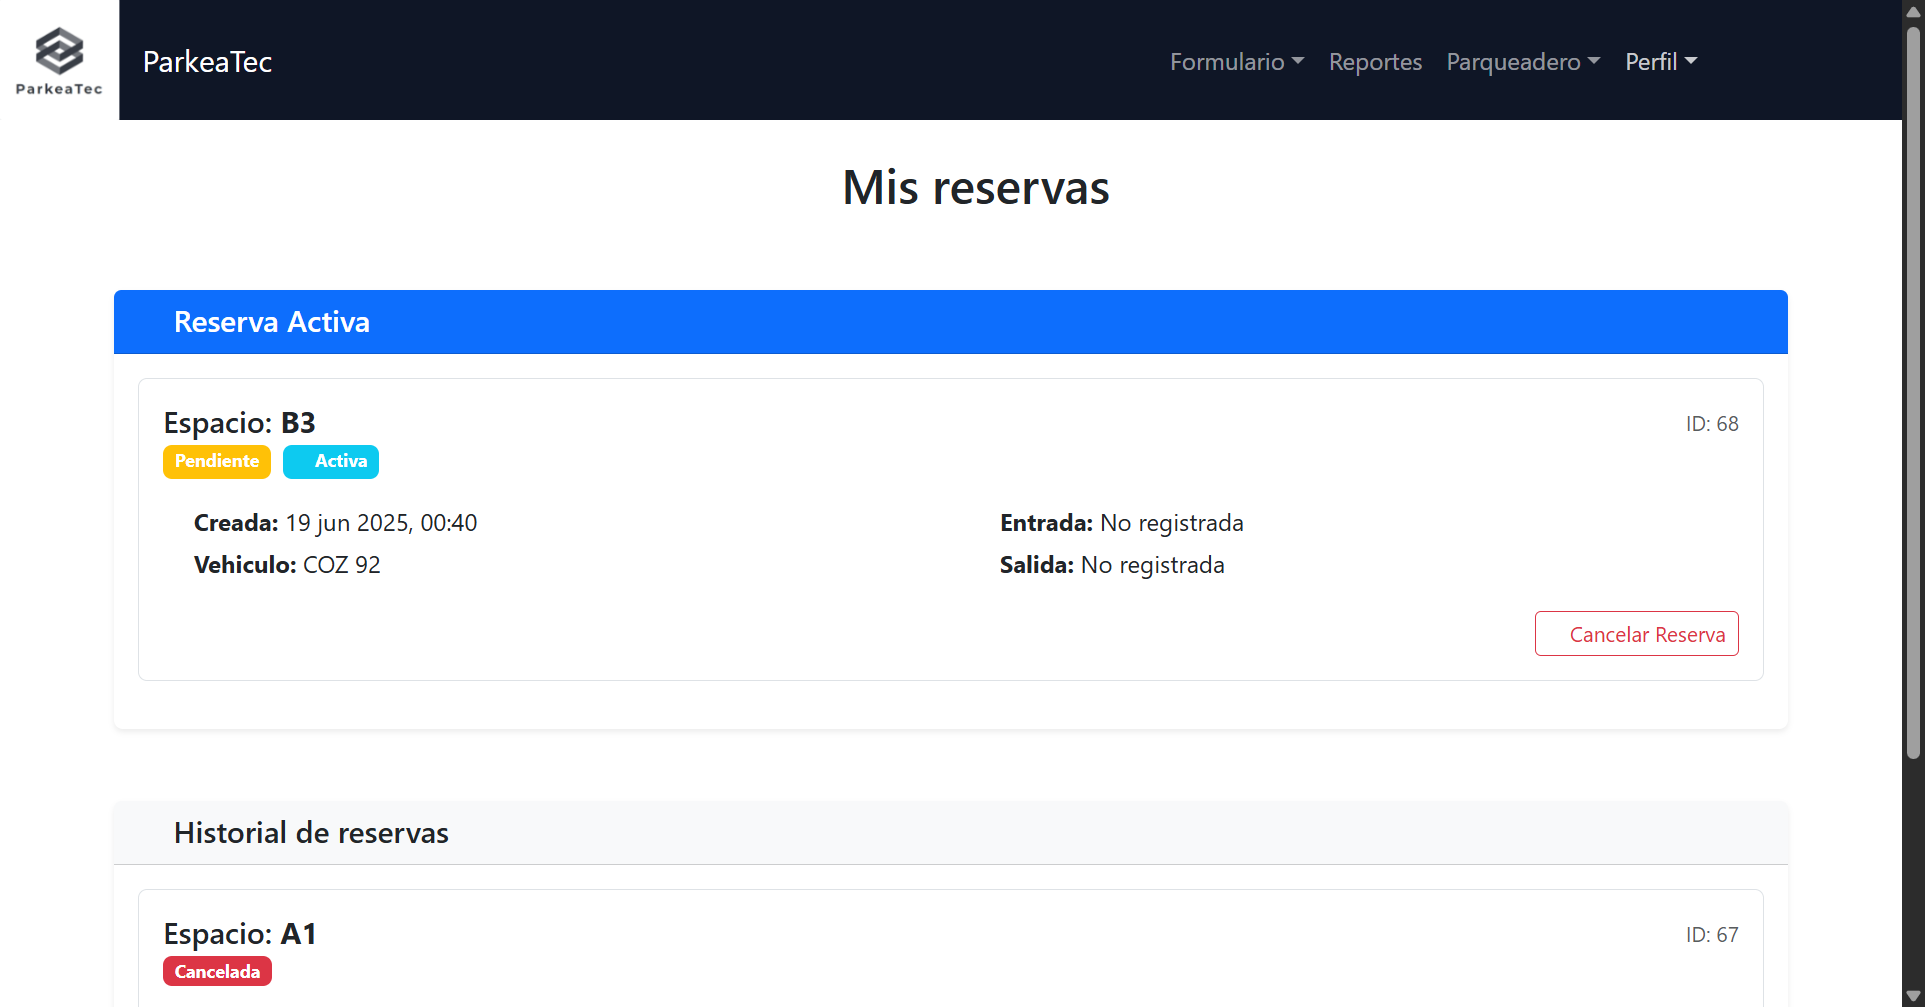 ParkeaTec
ParkeaTec
Formulario
Reportes
Parqueadero
Perfil
Mis reservas
Reserva Activa
Espacio: B3
ID: 68
Pendiente
Activa
Creada: 19 jun 2025, 00:40
Entrada: No registrada
Vehiculo: COZ 92
Salida: No registrada
Cancelar Reserva
Historial de reservas
Espacio: A1
ID: 67
Cancelada